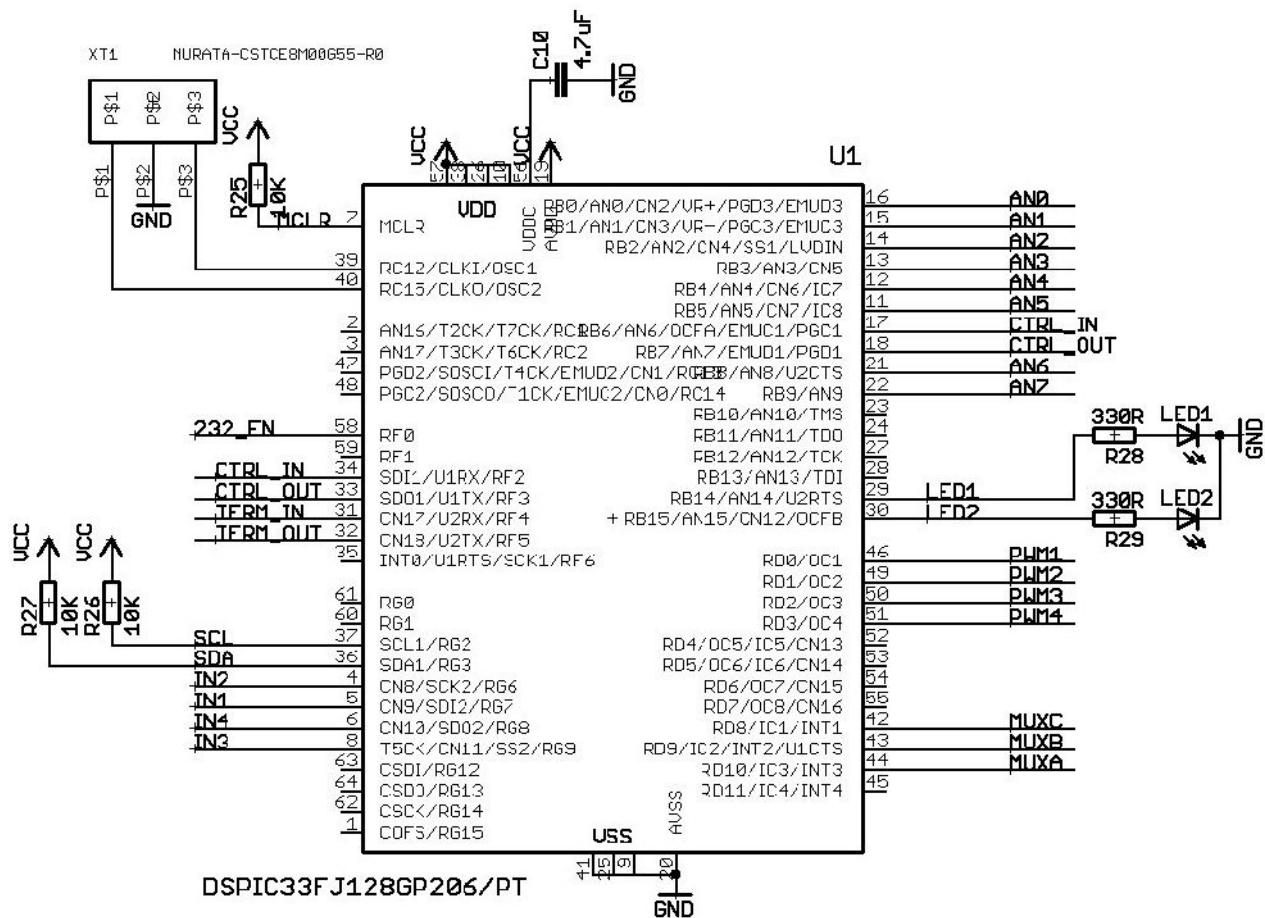 XT1 NURATA-CSTCE8M00G55-R0
P$1 P$2 P$3
P$1 P$2 P$3
GND
VCC
R25 10K
C10 4.7uF
GND
VCC VCC
57 38 26 10 56 19
U1
VDD
VDDC AVDD
MCLR 7 MCLR
39 RC12/CLKI/OSC1
40 RC15/CLKO/OSC2
2 AN16/T2CK/T7CK/RC1
3 AN17/T3CK/T6CK/RC2
47 PGD2/SOSCI/T4CK/EMUD2/CN1/RC13
48 PGC2/SOSCO/T1CK/EMUC2/CN0/RC14
232_EN 58 RF0
59 RF1
CTRL_IN 34 SDI1/U1RX/RF2
CTRL_OUT 33 SDO1/U1TX/RF3
TERM_IN 31 CN17/U2RX/RF4
TERM_OUT 32 CN18/U2TX/RF5
35 INT0/U1RTS/SCK1/RF6
61 RG0
60 RG1
SCL 37 SCL1/RG2
SDA 36 SDA1/RG3
IN2 4 CN8/SCK2/RG6
IN1 5 CN9/SDI2/RG7
IN4 6 CN10/SDO2/RG8
IN3 8 T5CK/CN11/SS2/RG9
63 CSDI/RG12
64 CSDO/RG13
62 CSCK/RG14
1 COFS/RG15
VCC VCC
R27 10K R26 10K
RB0/AN0/CN2/VR+/PGD3/EMUD3 16 AN0
RB1/AN1/CN3/VR-/PGC3/EMUC3 15 AN1
RB2/AN2/CN4/SS1/LVDIN 14 AN2
RB3/AN3/CN5 13 AN3
RB4/AN4/CN6/IC7 12 AN4
RB5/AN5/CN7/IC8 11 AN5
RB6/AN6/OCFA/EMUC1/PGC1 17 CTRL_IN
RB7/AN7/EMUD1/PGD1 18 CTRL_OUT
RB8/AN8/U2CTS 21 AN6
RB9/AN9 22 AN7
RB10/AN10/TMS 23
RB11/AN11/TDO 24
RB12/AN12/TCK 27
RB13/AN13/TDI 28
RB14/AN14/U2RTS 29 LED1
RB15/AN15/CN12/OCFB 30 LED2
330R LED1
R28
330R LED2
R29
GND
RD0/OC1 46 PWM1
RD1/OC2 49 PWM2
RD2/OC3 50 PWM3
RD3/OC4 51 PWM4
RD4/OC5/IC5/CN13 52
RD5/OC6/IC6/CN14 53
RD6/OC7/CN15 54
RD7/OC8/CN16 55
RD8/IC1/INT1 42 MUXC
RD9/IC2/INT2/U1CTS 43 MUXB
RD10/IC3/INT3 44 MUXA
RD11/IC4/INT4 45
VSS AVSS
41 25 9 20
GND
DSPIC33FJ128GP206/PT